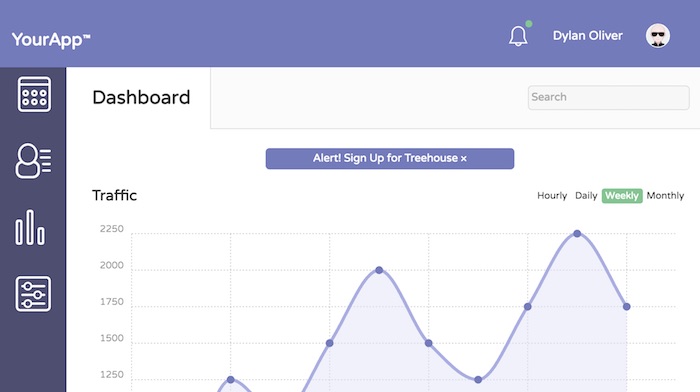 YourApp™
Dylan Oliver
Dashboard
Search
Alert! Sign Up for Treehouse ×
Traffic
Hourly Daily Weekly Monthly
2250
2000
1750
1500
1250